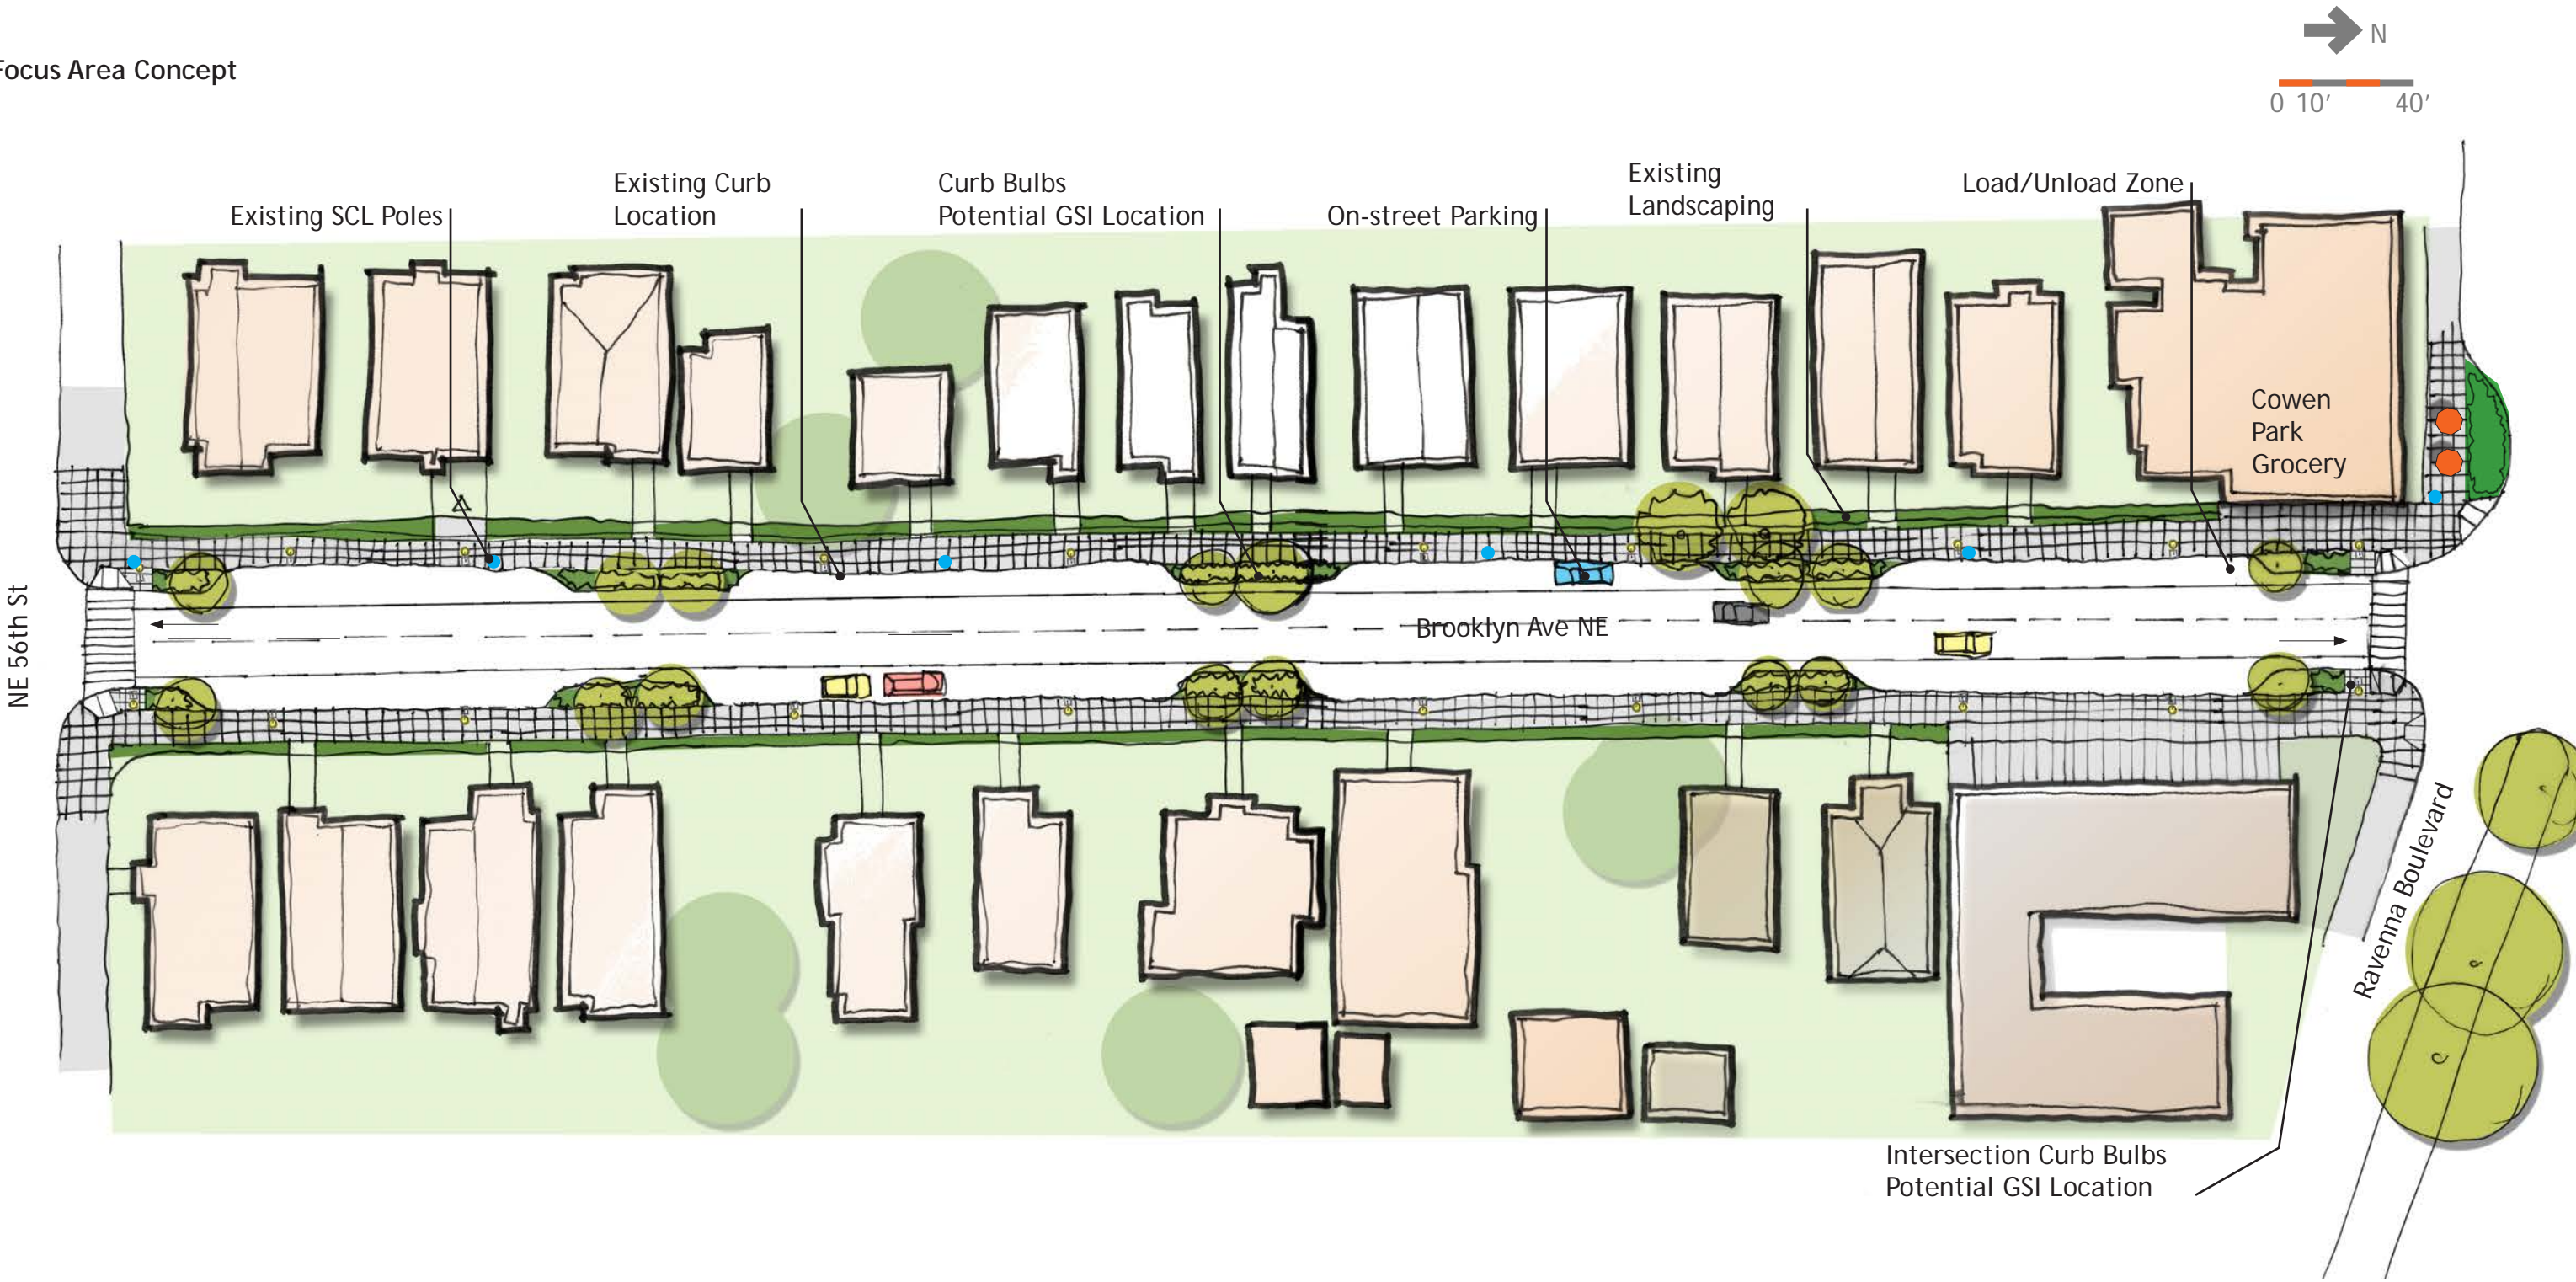 Focus Area Concept
N
0 10' 40'
Existing SCL Poles
Existing Curb
Location
Curb Bulbs
Potential GSI Location
On-street Parking
Existing
Landscaping
Load/Unload Zone
Cowen
Park
Grocery
NE 56th St
Brooklyn Ave NE
Ravenna Boulevard
Intersection Curb Bulbs
Potential GSI Location